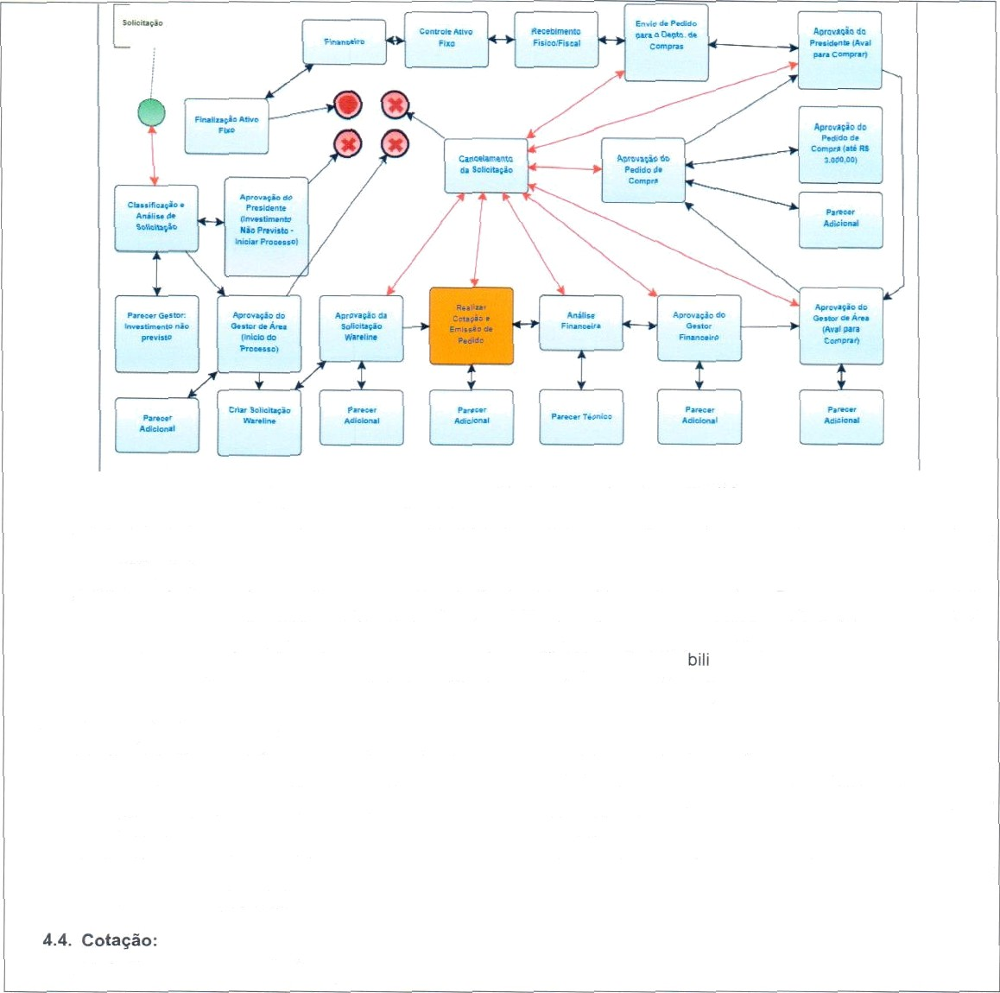 Solicitação
Financeiro
Controle Ativo
Fixo
Recebimento
Físico/Fiscal
Envio de Pedido
para o Depto. de
Compras
Aprovação do
Presidente (Aval
para Comprar)
Finalização Ativo
Fixo
Cancelamento
da Solicitação
Aprovação do
Pedido de
Compra
Aprovação do
Pedido de
Compra (até R$
3.000,00)
Parecer
Adicional
Classificação e
Análise de
Solicitação
Aprovação do
Presidente
(Investimento
Não Previsto -
Iniciar Processo)
Parecer Gestor:
Investimento não
previsto
Aprovação do
Gestor de Área
(Início do
Processo)
Aprovação da
Solicitação
Wareline
Realizar
Cotação e
Emissão de
Pedido
Análise
Financeira
Aprovação do
Gestor
Financeiro
Aprovação do
Gestor de Área
(Aval para
Comprar)
Parecer
Adicional
Criar Solicitação
Wareline
Parecer
Adicional
Parecer
Adicional
Parecer Técnico
Parecer
Adicional
Parecer
Adicional
bili
4.4. Cotação: